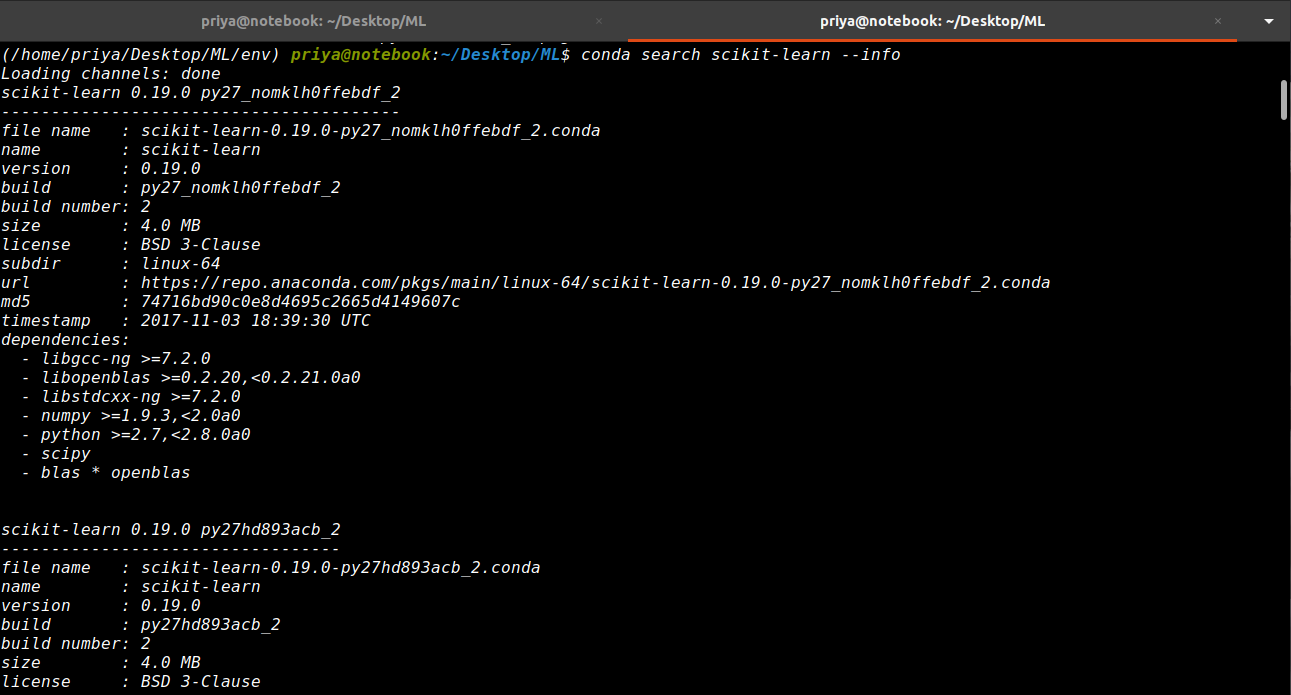 priya@notebook: ~/Desktop/ML × priya@notebook: ~/Desktop/ML ×
(/home/priya/Desktop/ML/env) priya@notebook:~/Desktop/ML$ conda search scikit-learn --info
Loading channels: done
scikit-learn 0.19.0 py27_nomklh0ffebdf_2
----------------------------------------
file name   : scikit-learn-0.19.0-py27_nomklh0ffebdf_2.conda
name        : scikit-learn
version     : 0.19.0
build       : py27_nomklh0ffebdf_2
build number: 2
size        : 4.0 MB
license     : BSD 3-Clause
subdir      : linux-64
url         : https://repo.anaconda.com/pkgs/main/linux-64/scikit-learn-0.19.0-py27_nomklh0ffebdf_2.conda
md5         : 74716bd90c0e8d4695c2665d4149607c
timestamp   : 2017-11-03 18:39:30 UTC
dependencies:
  - libgcc-ng >=7.2.0
  - libopenblas >=0.2.20,<0.2.21.0a0
  - libstdcxx-ng >=7.2.0
  - numpy >=1.9.3,<2.0a0
  - python >=2.7,<2.8.0a0
  - scipy
  - blas * openblas
scikit-learn 0.19.0 py27hd893acb_2
----------------------------------
file name   : scikit-learn-0.19.0-py27hd893acb_2.conda
name        : scikit-learn
version     : 0.19.0
build       : py27hd893acb_2
build number: 2
size        : 4.0 MB
license     : BSD 3-Clause